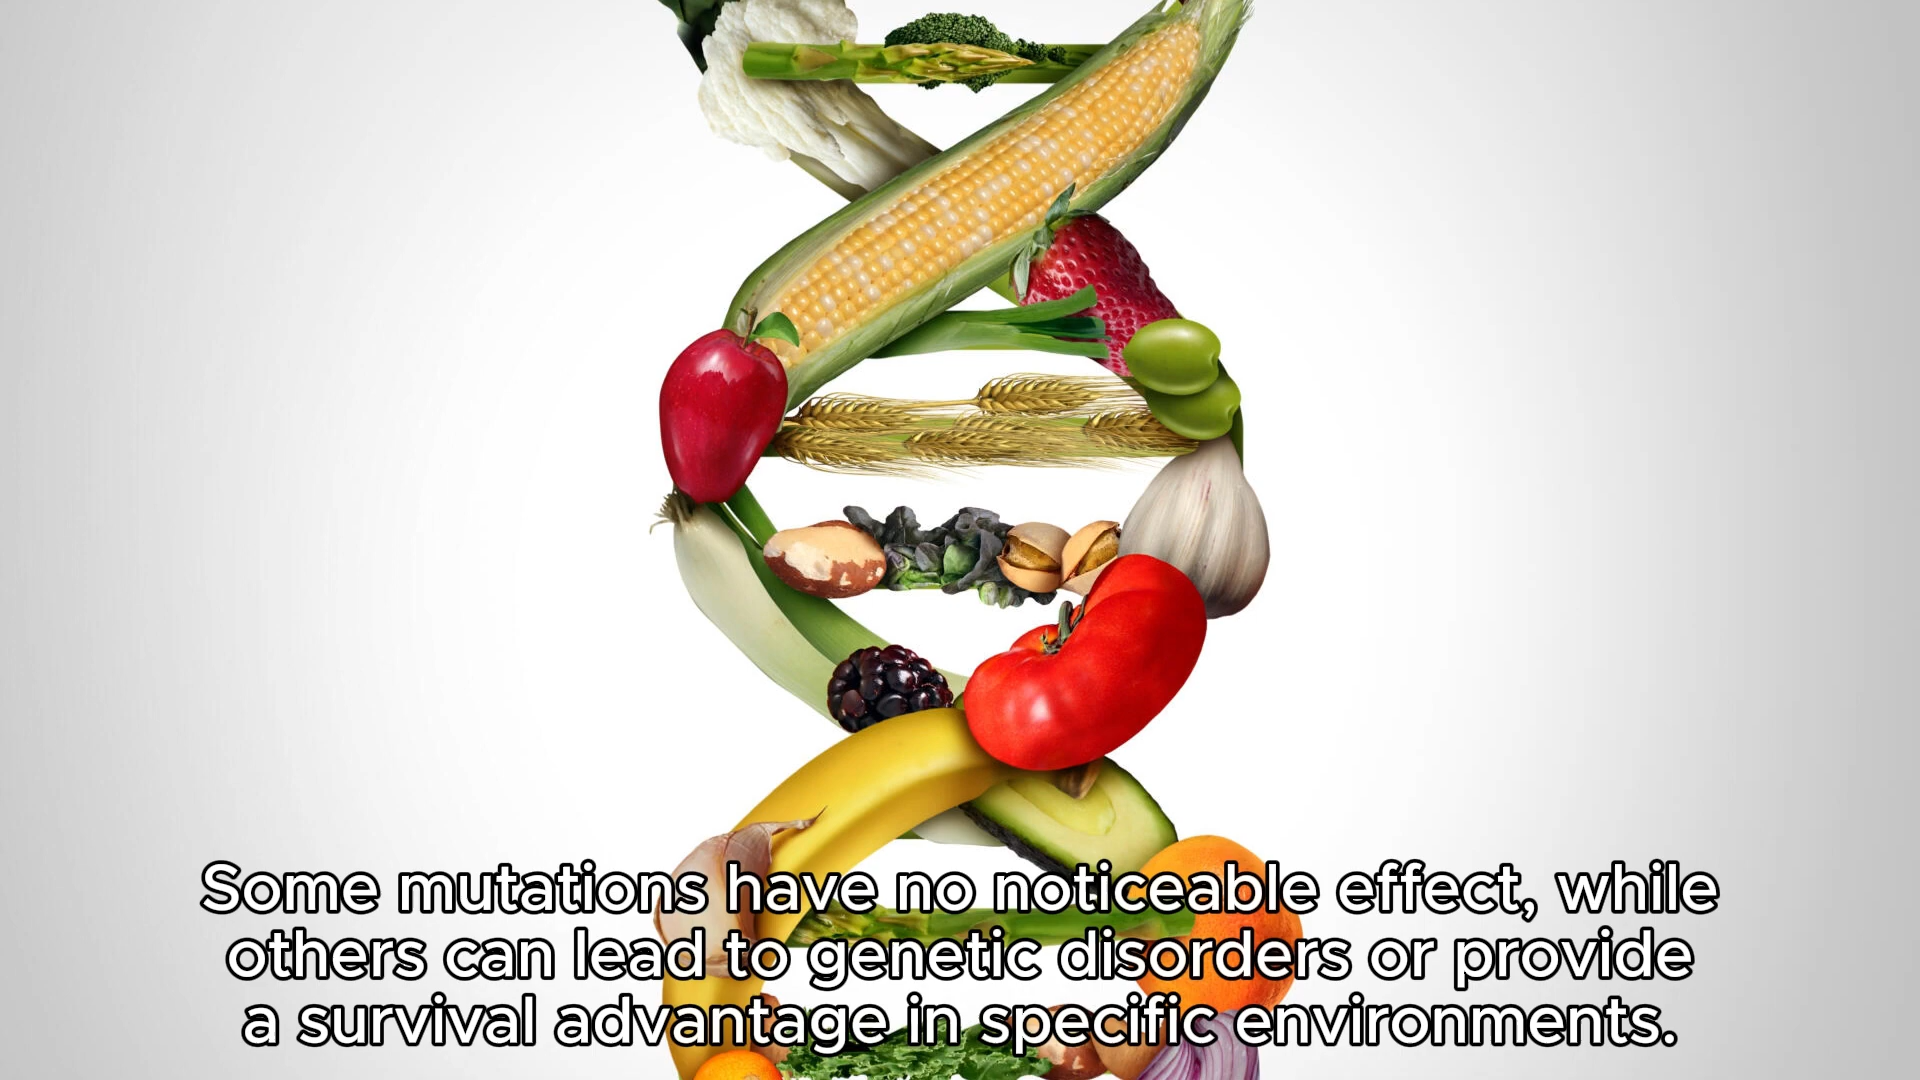 Some mutations have no noticeable effect, while
others can lead to genetic disorders or provide
a survival advantage in specific environments.